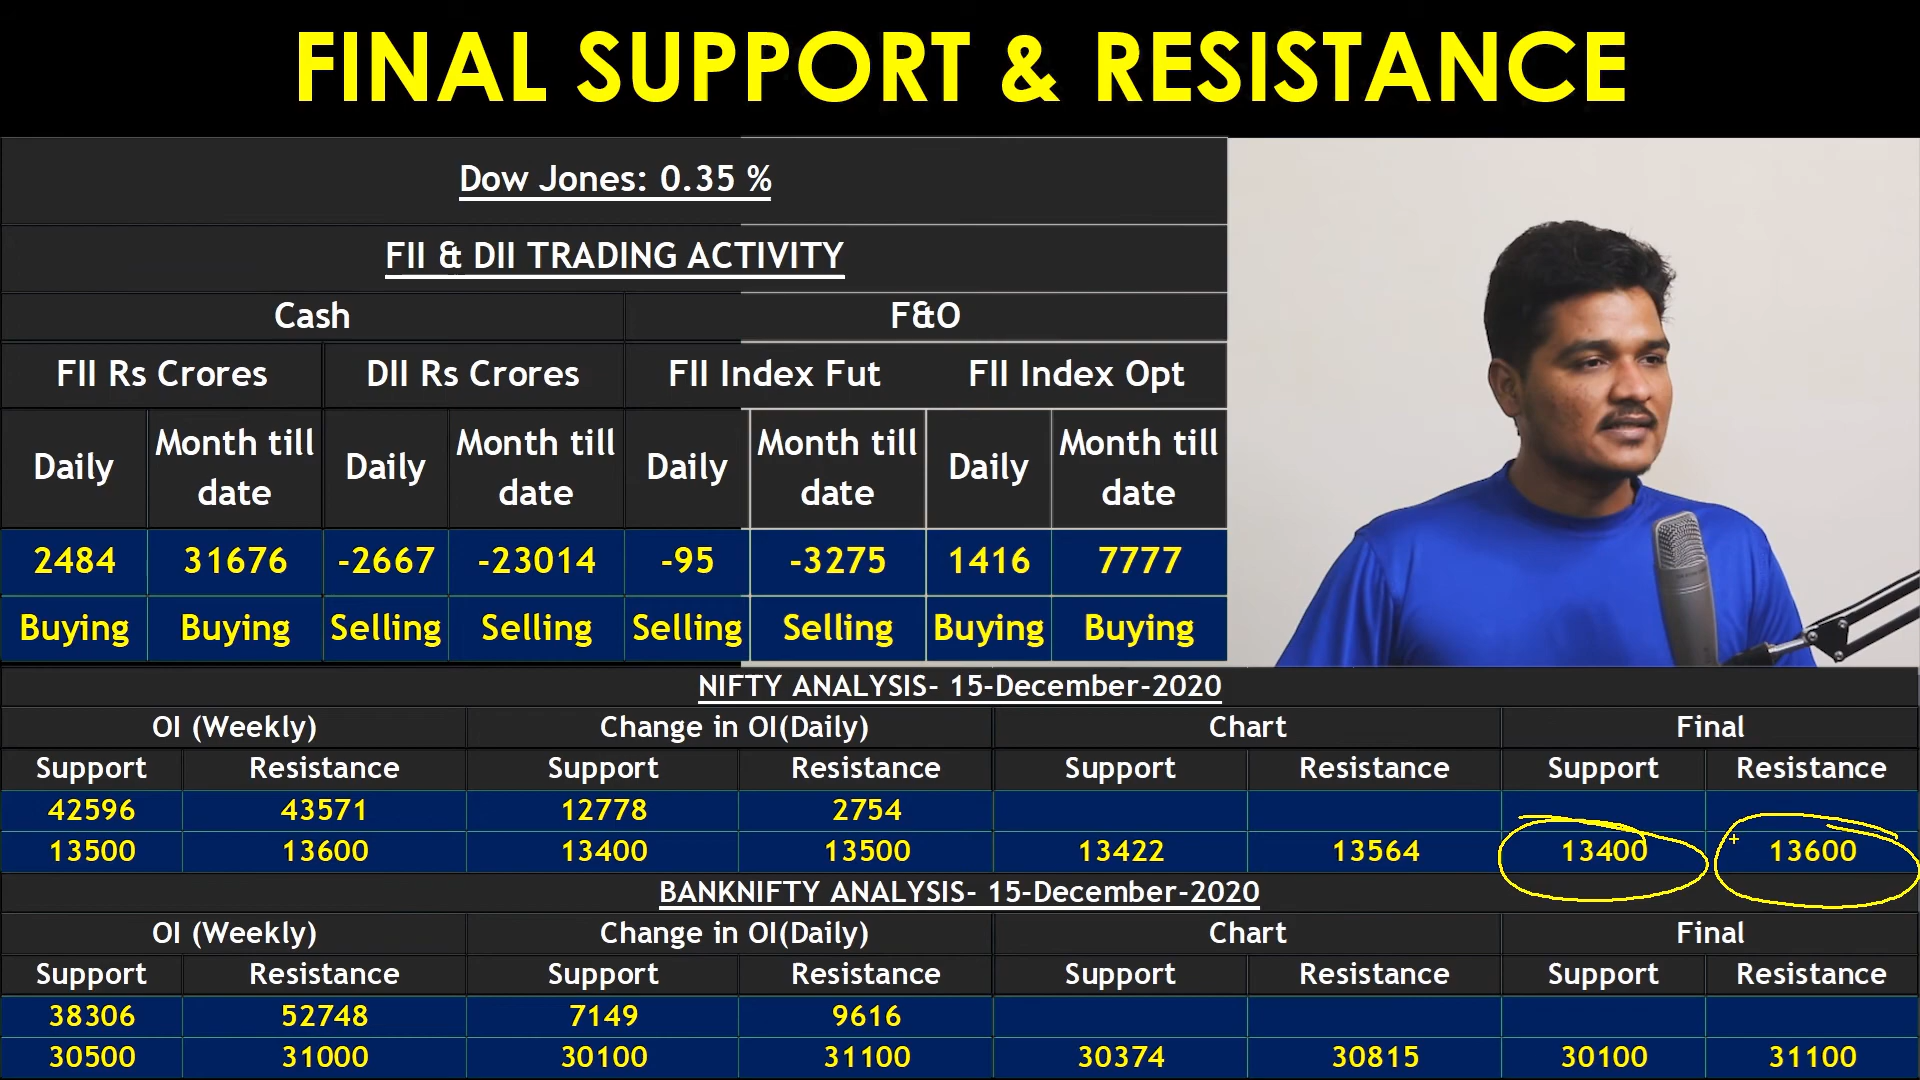 FINAL SUPPORT & RESISTANCE
Dow Jones: 0.35 %
FII & DII TRADING ACTIVITY
Cash F&O
FII Rs Crores DII Rs Crores FII Index Fut FII Index Opt
Daily Month till date Daily Month till date Daily Month till date Daily Month till date
2484 31676 -2667 -23014 -95 -3275 1416 7777
Buying Buying Selling Selling Selling Selling Buying Buying
NIFTY ANALYSIS- 15-December-2020
OI (Weekly) Change in OI(Daily) Chart Final
Support Resistance Support Resistance Support Resistance Support Resistance
42596 43571 12778 2754
13500 13600 13400 13500 13422 13564 13400 13600
BANKNIFTY ANALYSIS- 15-December-2020
OI (Weekly) Change in OI(Daily) Chart Final
Support Resistance Support Resistance Support Resistance Support Resistance
38306 52748 7149 9616
30500 31000 30100 31100 30374 30815 30100 31100